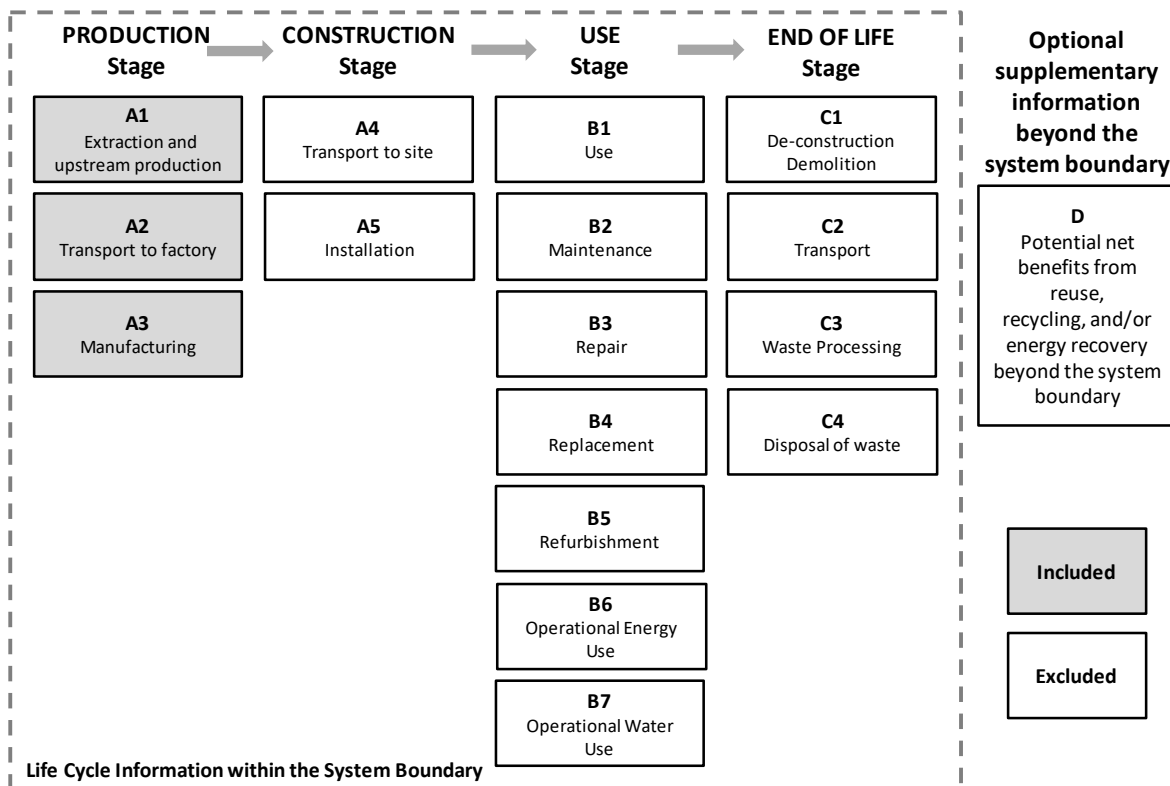 PRODUCTION
Stage
CONSTRUCTION
Stage
USE
Stage
END OF LIFE
Stage
A1
Extraction and
upstream production
A2
Transport to factory
A3
Manufacturing
A4
Transport to site
A5
Installation
B1
Use
B2
Maintenance
B3
Repair
B4
Replacement
B5
Refurbishment
B6
Operational Energy
Use
B7
Operational Water
Use
C1
De-construction
Demolition
C2
Transport
C3
Waste Processing
C4
Disposal of waste
Life Cycle Information within the System Boundary
Optional
supplementary
information
beyond the
system boundary
D
Potential net
benefits from
reuse,
recycling, and/or
energy recovery
beyond the system
boundary
Included
Excluded